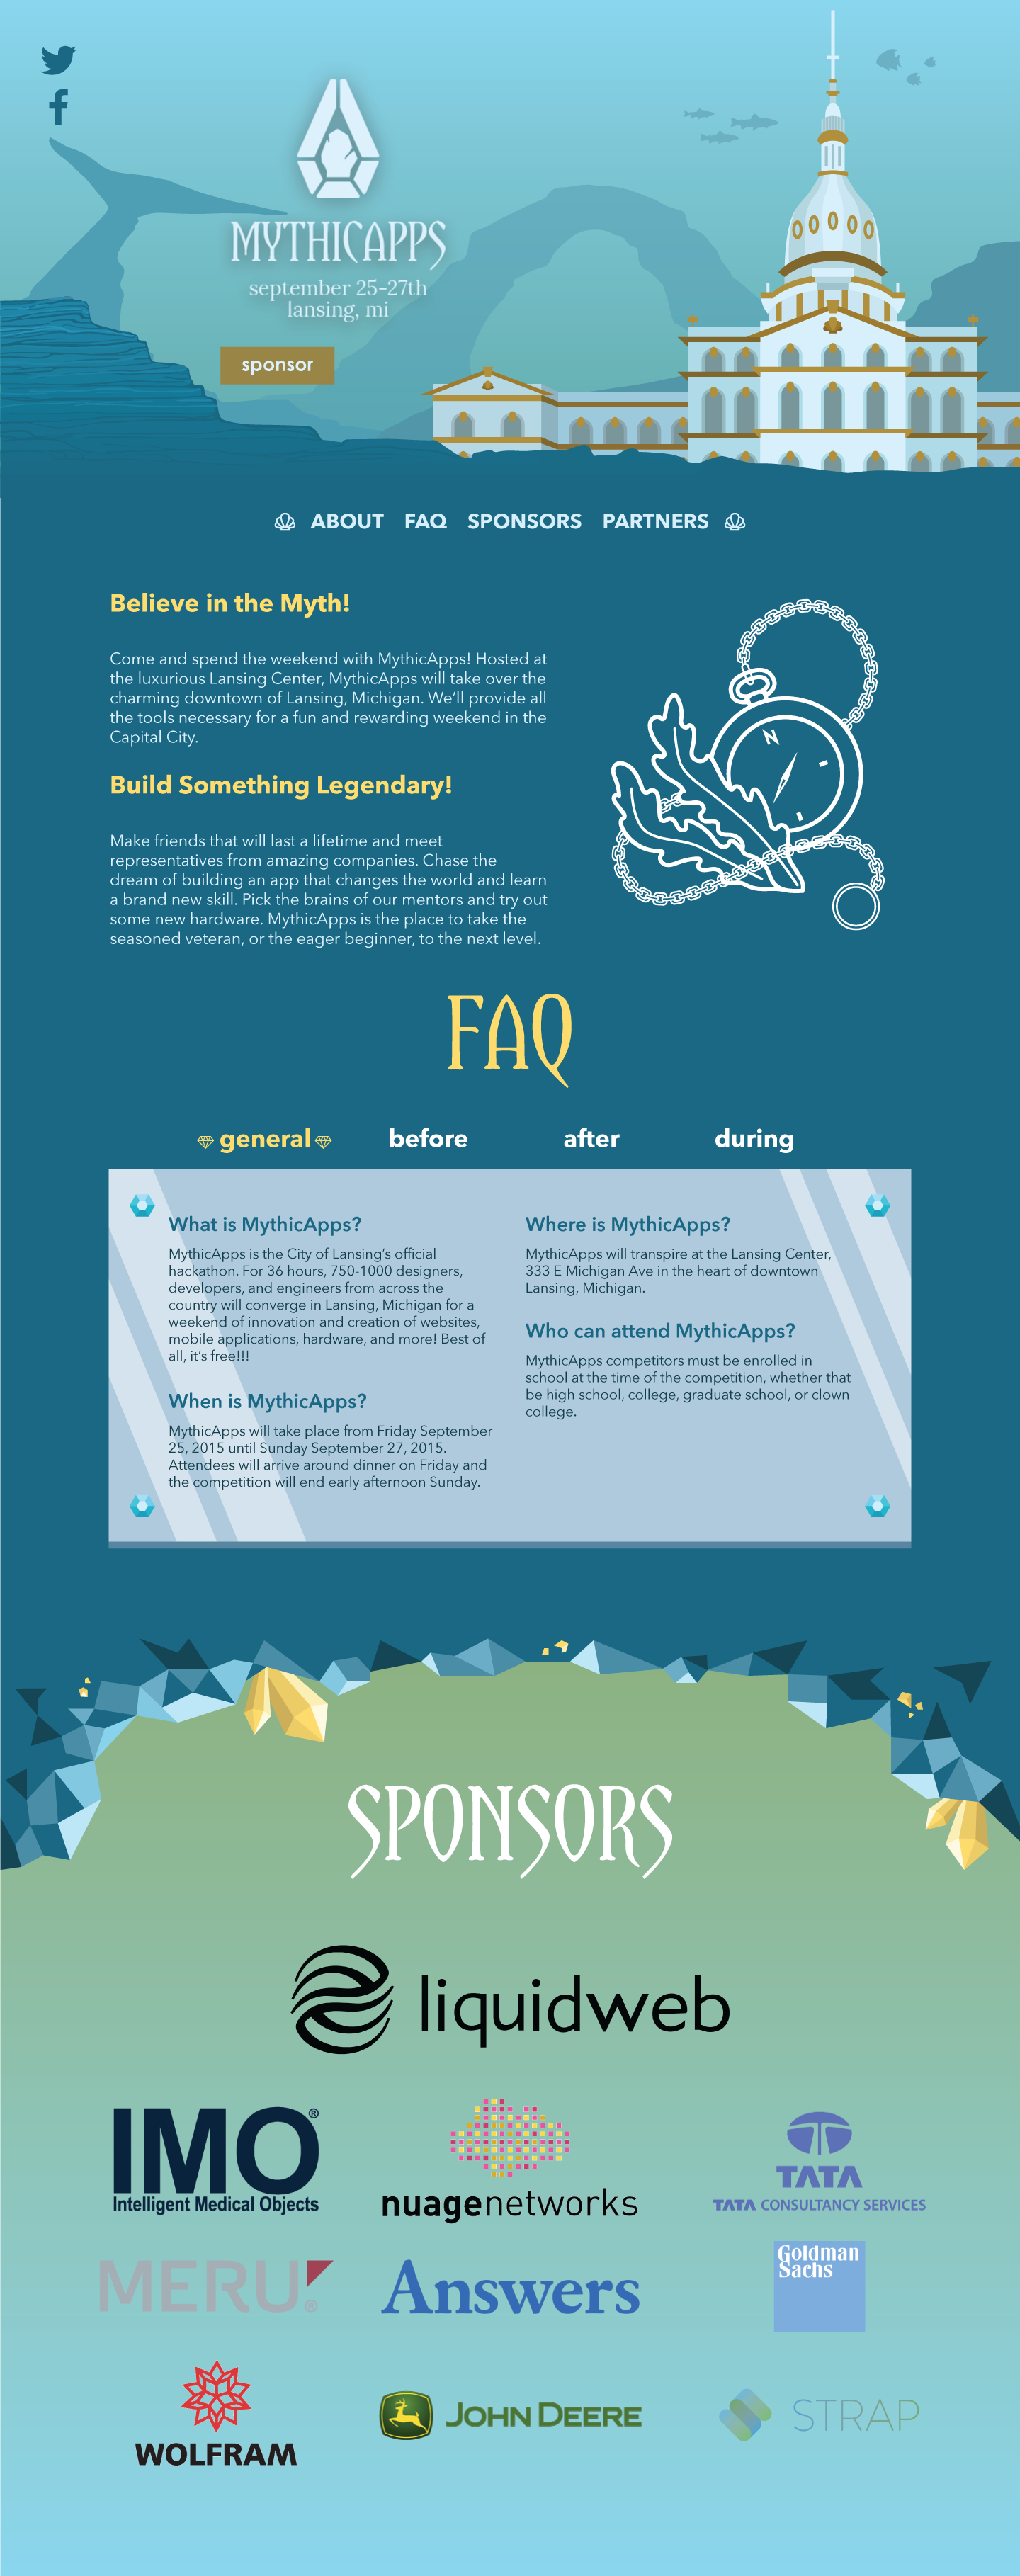 MYTHICAPPS
september 25-27th
lansing, mi
sponsor
ABOUT FAQ SPONSORS PARTNERS
Believe in the Myth!
Come and spend the weekend with MythicApps! Hosted at
the luxurious Lansing Center, MythicApps will take over the
charming downtown of Lansing, Michigan. We'll provide all
the tools necessary for a fun and rewarding weekend in the
Capital City.
N
Build Something Legendary!
Make friends that will last a lifetime and meet
representatives from amazing companies. Chase the
dream of building an app that changes the world and learn
a brand new skill. Pick the brains of our mentors and try out
some new hardware. MythicApps is the place to take the
seasoned veteran, or the eager beginner, to the next level.
FAQ
general before after during
What is MythicApps?
MythicApps is the City of Lansing's official
hackathon. For 36 hours, 750-1000 designers,
developers, and engineers from across the
country will converge in Lansing, Michigan for a
weekend of innovation and creation of websites,
mobile applications, hardware, and more! Best of
all, it's free!!!
When is MythicApps?
MythicApps will take place from Friday September
25, 2015 until Sunday September 27, 2015.
Attendees will arrive around dinner on Friday and
the competition will end early afternoon Sunday.
Where is MythicApps?
MythicApps will transpire at the Lansing Center,
333 E Michigan Ave in the heart of downtown
Lansing, Michigan.
Who can attend MythicApps?
MythicApps competitors must be enrolled in
school at the time of the competition, whether that
be high school, college, graduate school, or clown
college.
SPONSORS
liquidweb
IMO®
Intelligent Medical Objects
nuagenetworks
TATA
TATA CONSULTANCY SERVICES
MERU®
Answers
Goldman
Sachs
WOLFRAM
JOHN DEERE
STRAP